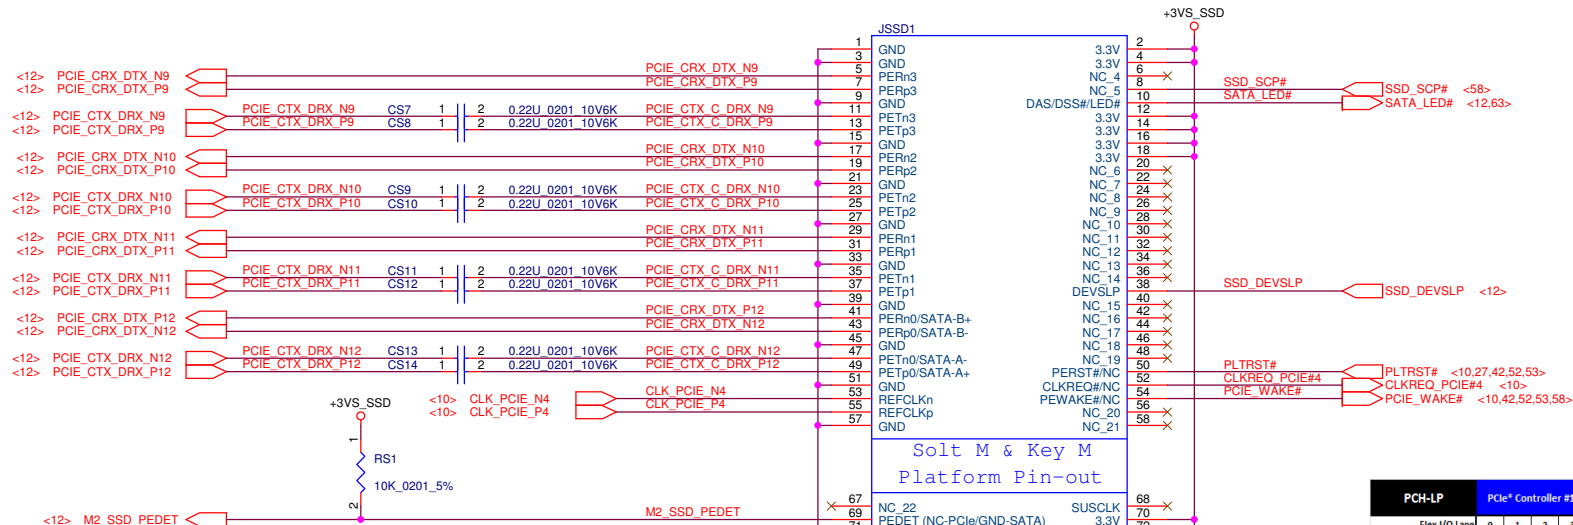 +3VS_SSD
JSSD1
1 GND 3.3V 2
3 GND 3.3V 4
<12> PCIE_CRX_DTX_N9 PCIE_CRX_DTX_N9 5 PERn3 NC_4 6
<12> PCIE_CRX_DTX_P9 PCIE_CRX_DTX_P9 7 PERp3 NC_5 8 SSD_SCP# SSD_SCP# <58>
9 GND DAS/DSS#/LED# 10 SATA_LED# SATA_LED# <12,63>
<12> PCIE_CTX_DRX_N9 PCIE_CTX_DRX_N9 CS7 1 2 0.22U_0201_10V6K PCIE_CTX_C_DRX_N9 11 PETn3 3.3V 12
<12> PCIE_CTX_DRX_P9 PCIE_CTX_DRX_P9 CS8 1 2 0.22U_0201_10V6K PCIE_CTX_C_DRX_P9 13 PETp3 3.3V 14
15 GND 3.3V 16
<12> PCIE_CRX_DTX_N10 PCIE_CRX_DTX_N10 17 PERn2 3.3V 18
<12> PCIE_CRX_DTX_P10 PCIE_CRX_DTX_P10 19 PERp2 NC_6 20
21 GND NC_7 22
<12> PCIE_CTX_DRX_N10 PCIE_CTX_DRX_N10 CS9 1 2 0.22U_0201_10V6K PCIE_CTX_C_DRX_N10 23 PETn2 NC_8 24
<12> PCIE_CTX_DRX_P10 PCIE_CTX_DRX_P10 CS10 1 2 0.22U_0201_10V6K PCIE_CTX_C_DRX_P10 25 PETp2 NC_9 26
27 GND NC_10 28
<12> PCIE_CRX_DTX_N11 PCIE_CRX_DTX_N11 29 PERn1 NC_11 30
<12> PCIE_CRX_DTX_P11 PCIE_CRX_DTX_P11 31 PERp1 NC_12 32
33 GND NC_13 34
<12> PCIE_CTX_DRX_N11 PCIE_CTX_DRX_N11 CS11 1 2 0.22U_0201_10V6K PCIE_CTX_C_DRX_N11 35 PETn1 NC_14 36
<12> PCIE_CTX_DRX_P11 PCIE_CTX_DRX_P11 CS12 1 2 0.22U_0201_10V6K PCIE_CTX_C_DRX_P11 37 PETp1 DEVSLP 38 SSD_DEVSLP SSD_DEVSLP <12>
39 GND NC_15 40
<12> PCIE_CRX_DTX_P12 PCIE_CRX_DTX_P12 41 PERn0/SATA-B+ NC_16 42
<12> PCIE_CRX_DTX_N12 PCIE_CRX_DTX_N12 43 PERp0/SATA-B- NC_17 44
45 GND NC_18 46
<12> PCIE_CTX_DRX_N12 PCIE_CTX_DRX_N12 CS13 1 2 0.22U_0201_10V6K PCIE_CTX_C_DRX_N12 47 PETn0/SATA-A- NC_19 48
<12> PCIE_CTX_DRX_P12 PCIE_CTX_DRX_P12 CS14 1 2 0.22U_0201_10V6K PCIE_CTX_C_DRX_P12 49 PETp0/SATA-A+ PERST#/NC 50 PLTRST# PLTRST# <10,27,42,52,53>
51 GND CLKREQ#/NC 52 CLKREQ_PCIE#4 CLKREQ_PCIE#4 <10>
<10> CLK_PCIE_N4 CLK_PCIE_N4 53 REFCLKn PEWAKE#/NC 54 PCIE_WAKE# PCIE_WAKE# <10,42,52,53,58>
<10> CLK_PCIE_P4 CLK_PCIE_P4 55 REFCLKp NC_20 56
57 GND NC_21 58
+3VS_SSD
1
RS1
10K_0201_5%
2
Solt M & Key M
Platform Pin-out
67 NC_22 SUSCLK 68
<12> M2_SSD_PEDET M2_SSD_PEDET 69 PEDET (NC-PCIe/GND-SATA) 3.3V 70
PCH-LP PCIe* Controller #1